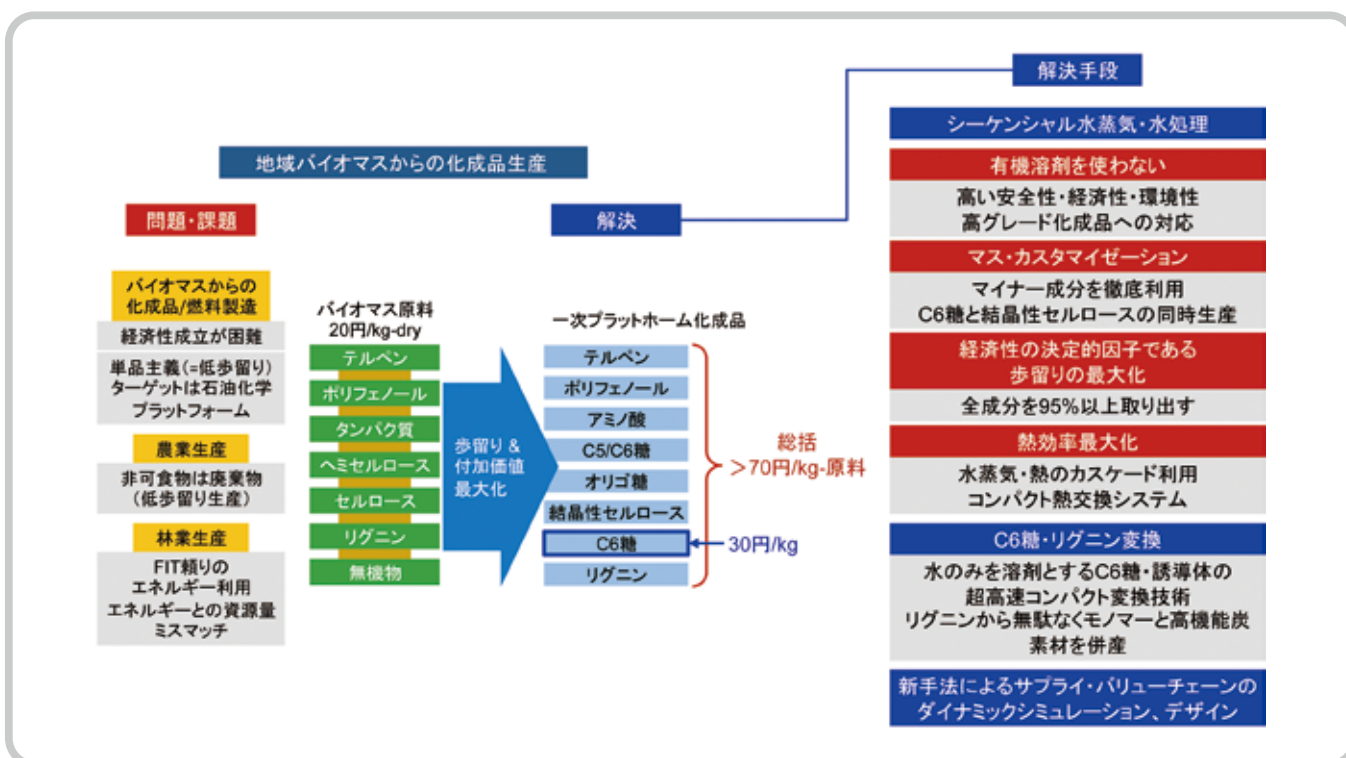 地域バイオマスからの化成品生産
問題・課題
バイオマスからの
化成品/燃料製造
経済性成立が困難
単品主義(=低歩留り)
ターゲットは石油化学
プラットフォーム
農業生産
非可食物は廃棄物
(低歩留り生産)
林業生産
FIT頼りの
エネルギー利用
エネルギーとの資源量
ミスマッチ
バイオマス原料
20円/kg-dry
テルペン
ポリフェノール
タンパク質
ヘミセルロース
セルロース
リグニン
無機物
歩留り &
付加価値
最大化
解決
一次プラットホーム化成品
テルペン
ポリフェノール
アミノ酸
C5/C6糖
オリゴ糖
結晶性セルロース
C6糖
リグニン
30円/kg
総括
>70円/kg-原料
解決手段
シーケンシャル水蒸気・水処理
有機溶剤を使わない
高い安全性・経済性・環境性
高グレード化成品への対応
マス・カスタマイゼーション
マイナー成分を徹底利用
C6糖と結晶性セルロースの同時生産
経済性の決定的因子である
歩留りの最大化
全成分を95%以上取り出す
熱効率最大化
水蒸気・熱のカスケード利用
コンパクト熱交換システム
C6糖・リグニン変換
水のみを溶剤とするC6糖・誘導体の
超高速コンパクト変換技術
リグニンから無駄なくモノマーと高機能炭
素材を併産
新手法によるサプライ・バリューチェーンの
ダイナミックシミュレーション、デザイン